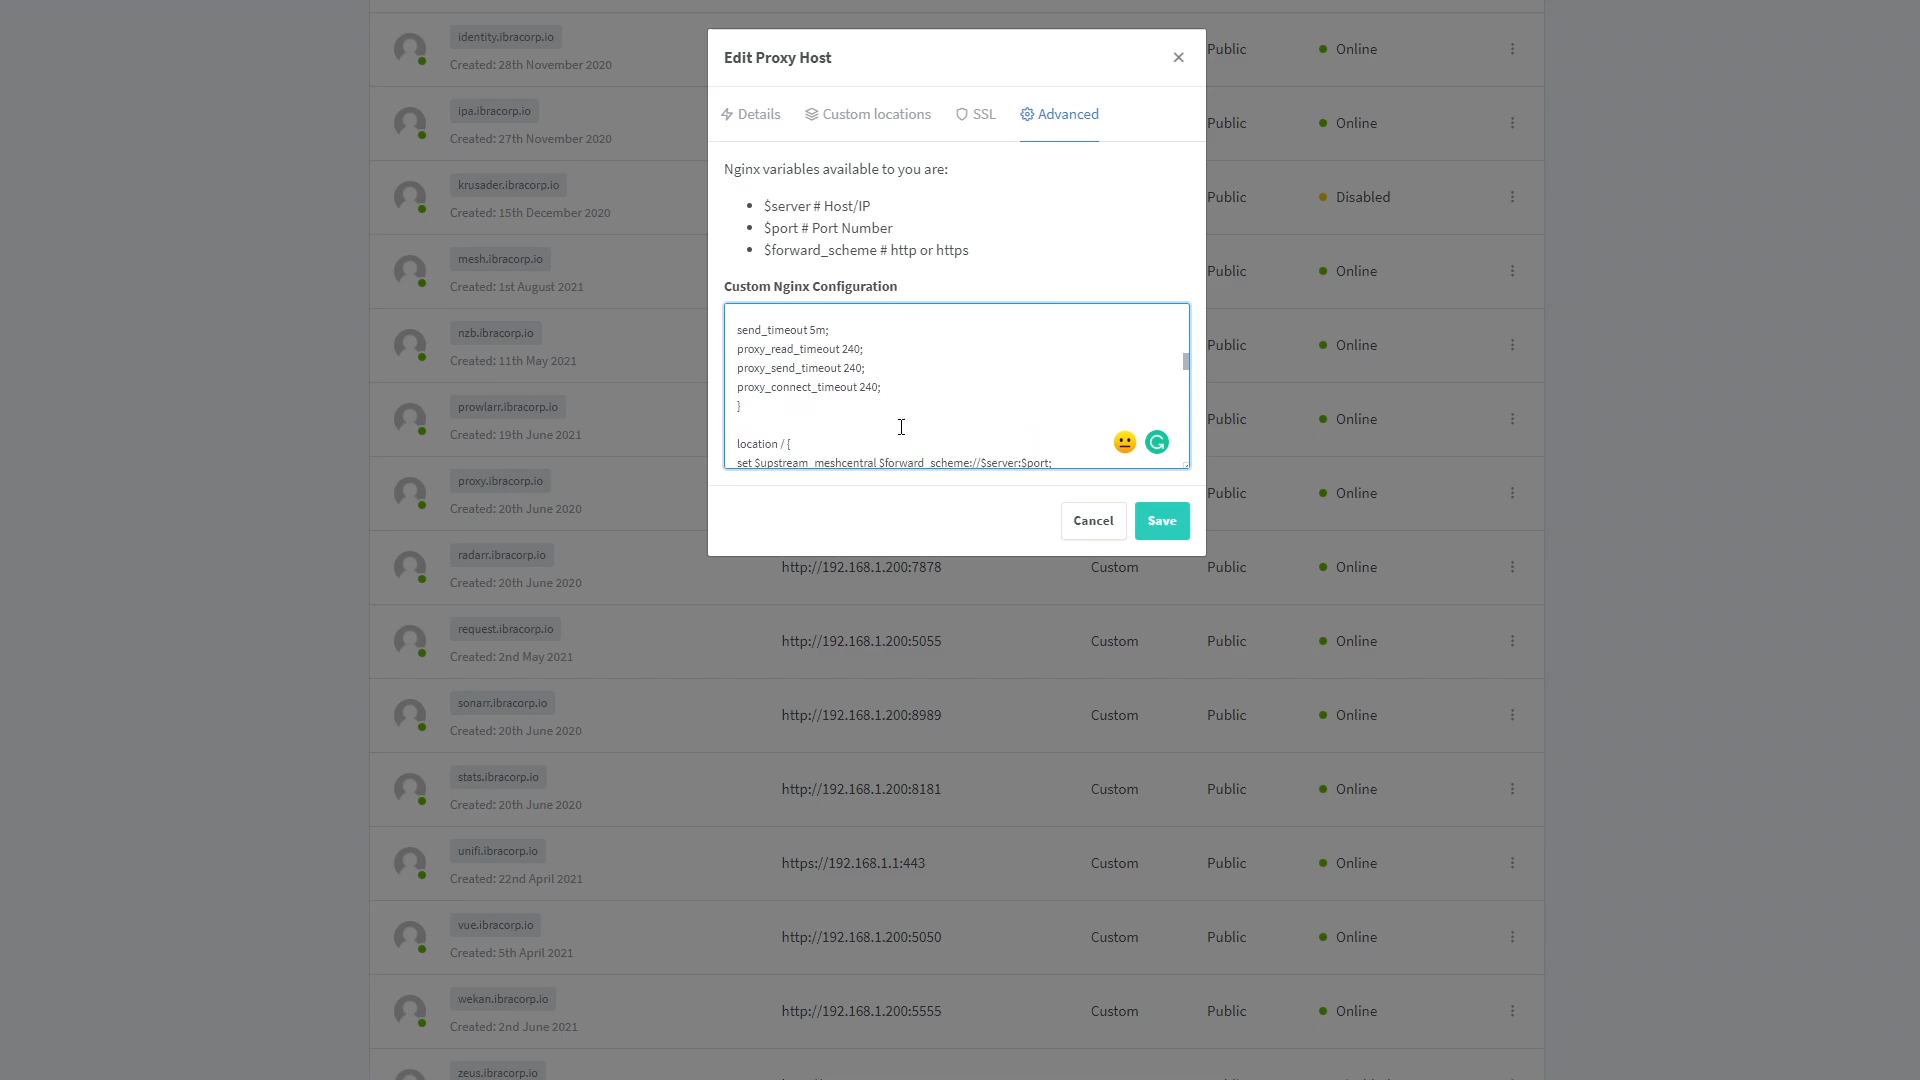 identity.ibracorp.io
Created: 28th November 2020
Public
Online
ipa.ibracorp.io
Created: 27th November 2020
Public
Online
krusader.ibracorp.io
Created: 15th December 2020
Public
Disabled
mesh.ibracorp.io
Created: 1st August 2021
Public
Online
nzb.ibracorp.io
Created: 11th May 2021
Public
Online
prowlarr.ibracorp.io
Created: 19th June 2021
Public
Online
proxy.ibracorp.io
Created: 20th June 2020
Public
Online
radarr.ibracorp.io
Created: 20th June 2020
http://192.168.1.200:7878
Custom
Public
Online
request.ibracorp.io
Created: 2nd May 2021
http://192.168.1.200:5055
Custom
Public
Online
sonarr.ibracorp.io
Created: 20th June 2020
http://192.168.1.200:8989
Custom
Public
Online
stats.ibracorp.io
Created: 20th June 2020
http://192.168.1.200:8181
Custom
Public
Online
unifi.ibracorp.io
Created: 22nd April 2021
https://192.168.1.1:443
Custom
Public
Online
vue.ibracorp.io
Created: 5th April 2021
http://192.168.1.200:5050
Custom
Public
Online
wekan.ibracorp.io
Created: 2nd June 2021
http://192.168.1.200:5555
Custom
Public
Online
zeus.ibracorp.io
Edit Proxy Host
Details
Custom locations
SSL
Advanced
Nginx variables available to you are:
$server # Host/IP
$port # Port Number
$forward_scheme # http or https
Custom Nginx Configuration
send_timeout 5m;
proxy_read_timeout 240;
proxy_send_timeout 240;
proxy_connect_timeout 240;
}
location / {
set $upstream_meshcentral $forward_scheme://$server:$port;
Cancel
Save